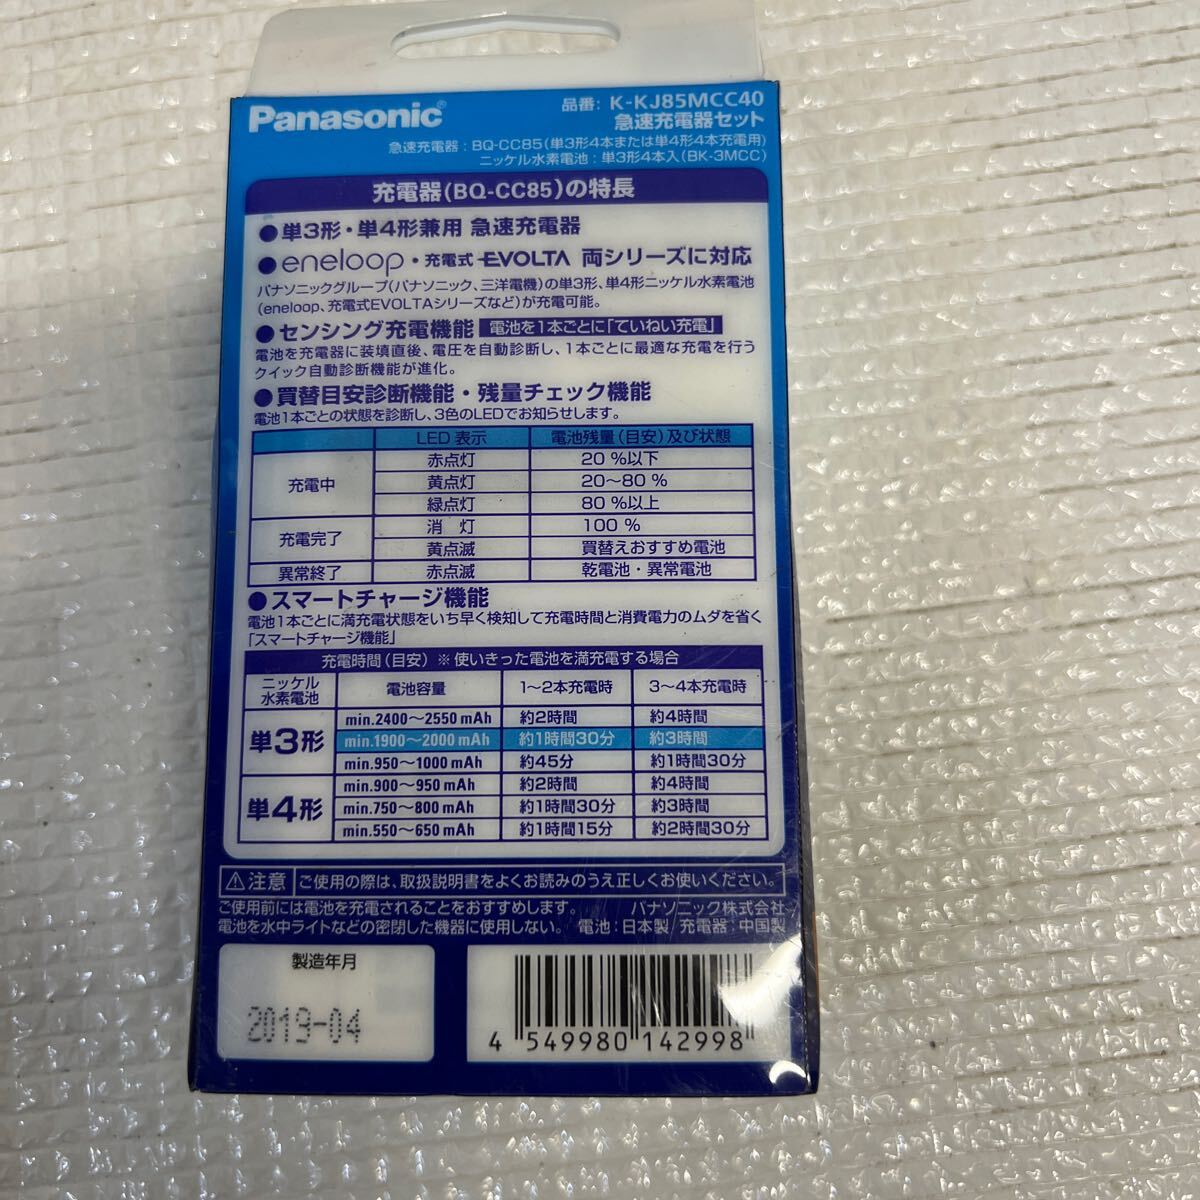 Panasonic®
品番: K-KJ85MCC40
急速充電器セット
急速充電器 : BQ-CC85(単3形4本または単4形4本充電用)
ニッケル水素電池 : 単3形4本入(BK-3MCC)
充電器(BQ-CC85)の特長
●単3形・単4形兼用 急速充電器
●eneloop・充電式 EVOLTA 両シリーズに対応
パナソニックグループ(パナソニック、三洋電機)の単3形、単4形ニッケル水素電池
(eneloop、充電式EVOLTAシリーズなど)が充電可能。
●センシング充電機能 電池を1本ごとに「ていねい充電」
電池を充電器に装填直後、電圧を自動診断し、1本ごとに最適な充電を行う
クイック自動診断機能が進化。
●買替目安診断機能・残量チェック機能
電池1本ごとの状態を診断し、3色のLEDでお知らせします。
LED 表示 電池残量(目安)及び状態
充電中 赤点灯 20 %以下
黄点灯 20〜80 %
緑点灯 80 %以上
充電完了 消 灯 100 %
黄点滅 買替えおすすめ電池
異常終了 赤点滅 乾電池・異常電池
●スマートチャージ機能
電池1本ごとに満充電状態をいち早く検知して充電時間と消費電力のムダを省く
「スマートチャージ機能」
充電時間(目安) ※使いきった電池を満充電する場合
ニッケル水素電池 電池容量 1〜2本充電時 3〜4本充電時
単3形 min.2400〜2550 mAh 約2時間 約4時間
min.1900〜2000 mAh 約1時間30分 約3時間
min.950〜1000 mAh 約45分 約1時間30分
単4形 min.900〜950 mAh 約2時間 約4時間
min.750〜800 mAh 約1時間30分 約3時間
min.550〜650 mAh 約1時間15分 約2時間30分
⚠注意 ご使用の際は、取扱説明書をよくお読みのうえ正しくお使いください。
ご使用前には電池を充電されることをおすすめします。 パナソニック株式会社
電池を水中ライトなどの密閉した機器に使用しない。 電池:日本製 充電器:中国製
製造年月
2019-04
4 549980 142998